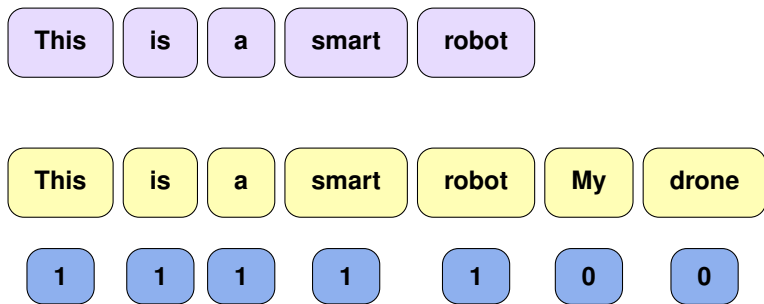 This is a smart robot
This is a smart robot My drone
1 1 1 1 1 0 0